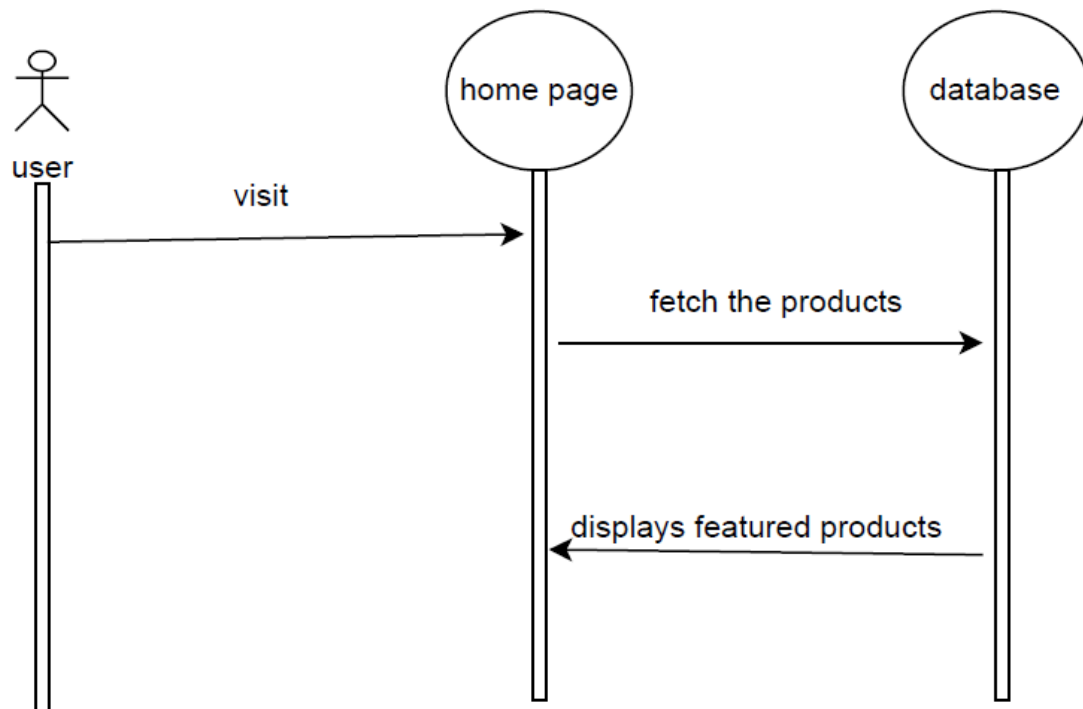 home page
database
user
visit
fetch the products
displays featured products